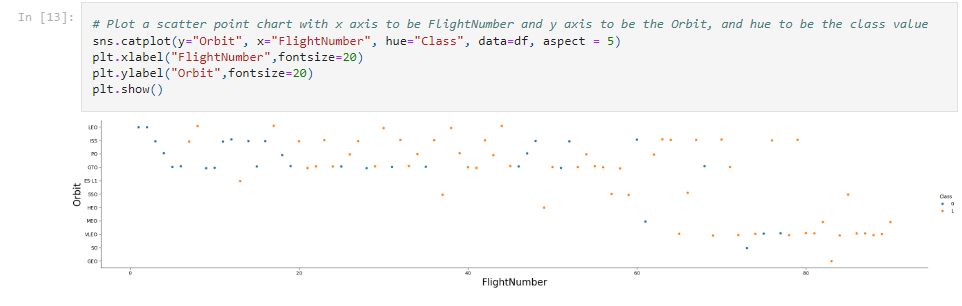 In [13]:
# Plot a scatter point chart with x axis to be FlightNumber and y axis to be the Orbit, and hue to be the class value
sns.catplot(y="Orbit", x="FlightNumber", hue="Class", data=df, aspect = 5)
plt.xlabel("FlightNumber",fontsize=20)
plt.ylabel("Orbit",fontsize=20)
plt.show()
LEO
ISS
PO
GTO
ES-L1
SSO
HEO
MEO
VLEO
SO
GEO
Orbit
Class
0
1
0 20 40 60 80
FlightNumber